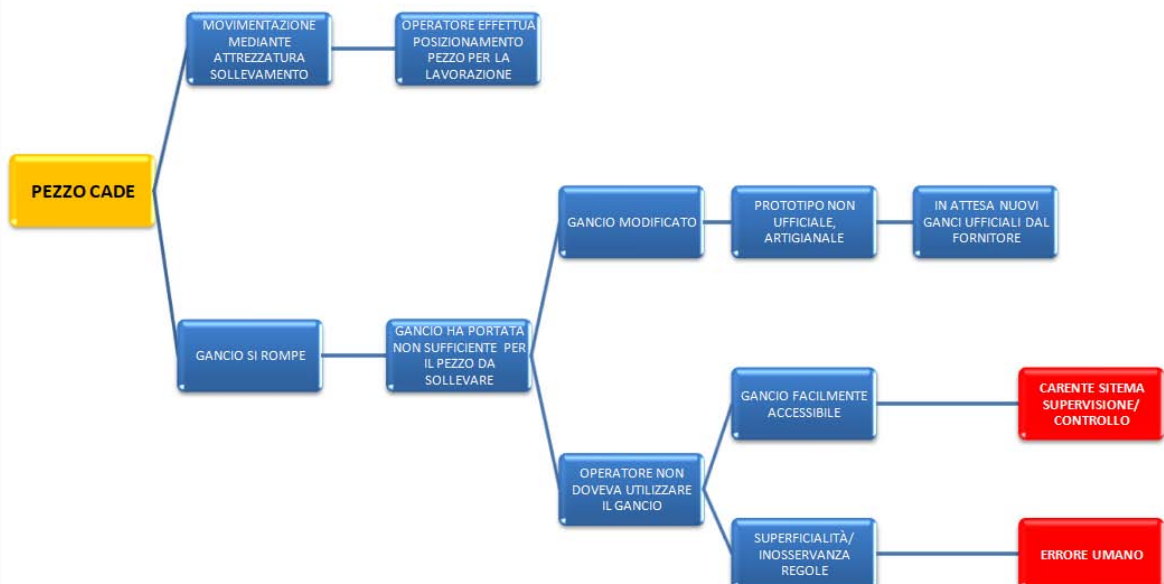 MOVIMENTAZIONE
MEDIANTE
ATTREZZATURA
SOLLEVAMENTO
OPERATORE EFFETTUA
POSIZIONAMENTO
PEZZO PER LA
LAVORAZIONE
PEZZO CADE
GANCIO SI ROMPE
GANCIO HA PORTATA
NON SUFFICIENTE PER
IL PEZZO DA
SOLLEVARE
GANCIO MODIFICATO
PROTOTIPO NON
UFFICIALE,
ARTIGIANALE
IN ATTESA NUOVI
GANCI UFFICIALI DAL
FORNITORE
OPERATORE NON
DOVEVA UTILIZZARE
IL GANCIO
GANCIO FACILMENTE
ACCESSIBILE
CARENTE SITEMA
SUPERVISIONE/
CONTROLLO
SUPERFICIALITÀ/
INOSSERVANZA
REGOLE
ERRORE UMANO